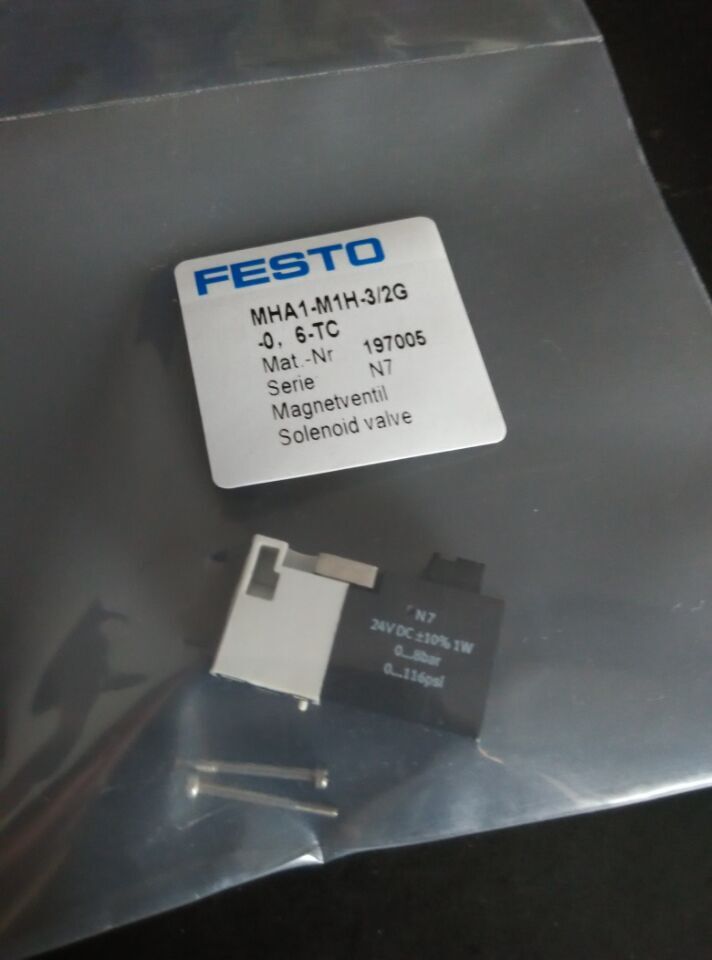 FESTO
MHA1-M1H-3/2G
-0, 6-TC
Mat.-Nr 197005
Serie N7
Magnetventil
Solenoid valve
N7
24V DC ±10% 1W
0...8bar
0...116psi